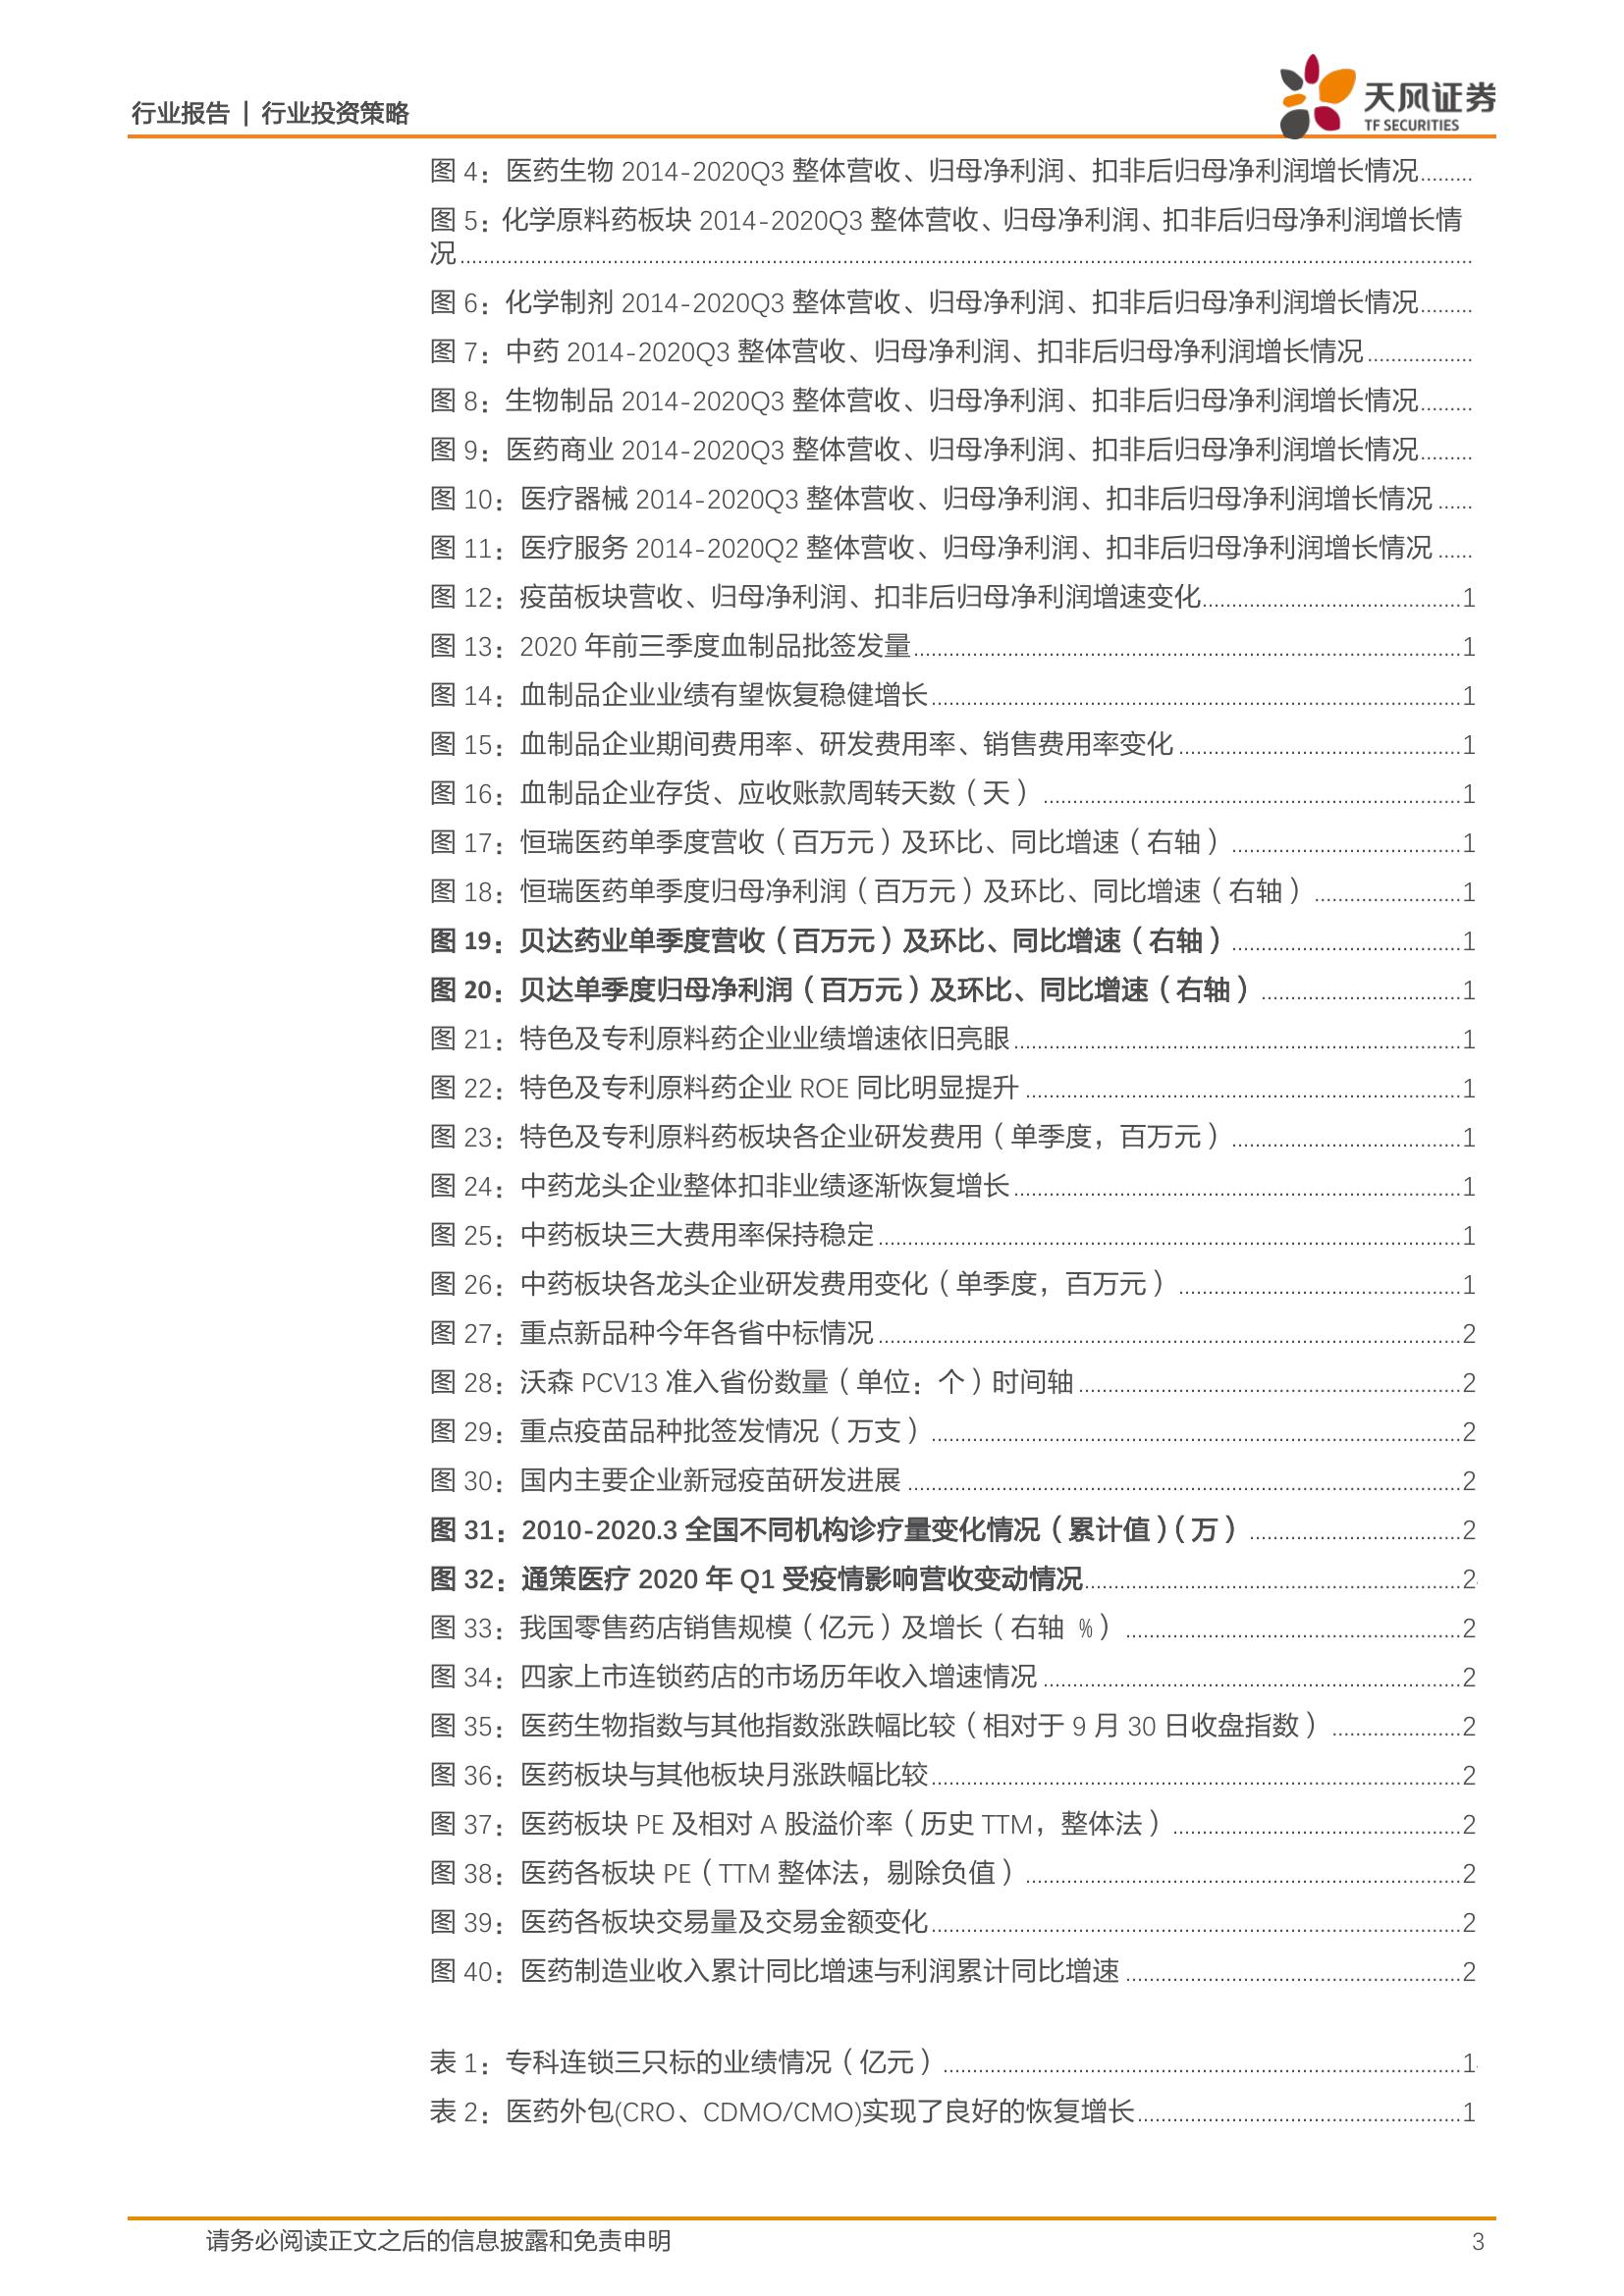 行业报告 | 行业投资策略
天风证券
TF SECURITIES
图 4：医药生物 2014-2020Q3 整体营收、归母净利润、扣非后归母净利润增长情况.........
图 5：化学原料药板块 2014-2020Q3 整体营收、归母净利润、扣非后归母净利润增长情
况.........
图 6：化学制剂 2014-2020Q3 整体营收、归母净利润、扣非后归母净利润增长情况.........
图 7：中药 2014-2020Q3 整体营收、归母净利润、扣非后归母净利润增长情况.........
图 8：生物制品 2014-2020Q3 整体营收、归母净利润、扣非后归母净利润增长情况.........
图 9：医药商业 2014-2020Q3 整体营收、归母净利润、扣非后归母净利润增长情况.........
图 10：医疗器械 2014-2020Q3 整体营收、归母净利润、扣非后归母净利润增长情况......
图 11：医疗服务 2014-2020Q2 整体营收、归母净利润、扣非后归母净利润增长情况......
图 12：疫苗板块营收、归母净利润、扣非后归母净利润增速变化.........1
图 13：2020 年前三季度血制品批签发量.........1
图 14：血制品企业业绩有望恢复稳健增长.........1
图 15：血制品企业期间费用率、研发费用率、销售费用率变化.........1
图 16：血制品企业存货、应收账款周转天数（天）.........1
图 17：恒瑞医药单季度营收（百万元）及环比、同比增速（右轴）.........1
图 18：恒瑞医药单季度归母净利润（百万元）及环比、同比增速（右轴）.........1
图 19：贝达药业单季度营收（百万元）及环比、同比增速（右轴）.........1
图 20：贝达单季度归母净利润（百万元）及环比、同比增速（右轴）.........1
图 21：特色及专利原料药企业业绩增速依旧亮眼.........1
图 22：特色及专利原料药企业 ROE 同比明显提升.........1
图 23：特色及专利原料药板块各企业研发费用（单季度，百万元）.........1
图 24：中药龙头企业整体扣非业绩逐渐恢复增长.........1
图 25：中药板块三大费用率保持稳定.........1
图 26：中药板块各龙头企业研发费用变化（单季度，百万元）.........1
图 27：重点新品种今年各省中标情况.........2
图 28：沃森 PCV13 准入省份数量（单位：个）时间轴.........2
图 29：重点疫苗品种批签发情况（万支）.........2
图 30：国内主要企业新冠疫苗研发进展.........2
图 31：2010-2020.3 全国不同机构诊疗量变化情况（累计值）（万）.........2
图 32：通策医疗 2020 年 Q1 受疫情影响营收变动情况.........2
图 33：我国零售药店销售规模（亿元）及增长（右轴 %）.........2
图 34：四家上市连锁药店的市场历年收入增速情况.........2
图 35：医药生物指数与其他指数涨跌幅比较（相对于 9 月 30 日收盘指数）.........2
图 36：医药板块与其他板块月涨跌幅比较.........2
图 37：医药板块 PE 及相对 A 股溢价率（历史 TTM，整体法）.........2
图 38：医药各板块 PE（TTM 整体法，剔除负值）.........2
图 39：医药各板块交易量及交易金额变化.........2
图 40：医药制造业收入累计同比增速与利润累计同比增速.........2
表 1：专科连锁三只标的业绩情况（亿元）.........1
表 2：医药外包(CRO、CDMO/CMO)实现了良好的恢复增长.........1
请务必阅读正文之后的信息披露和免责申明
3